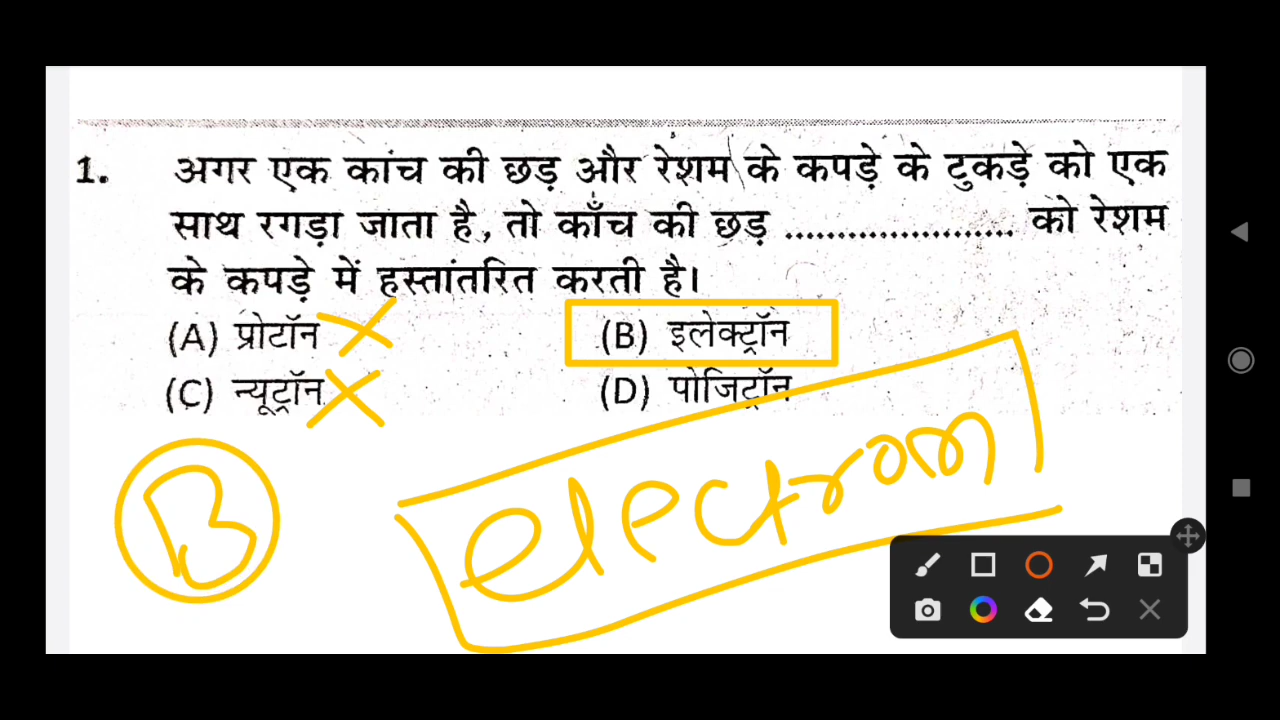 1. अगर एक कांच की छड़ और रेशम के कपड़े के टुकड़े को एक
साथ रगड़ा जाता है, तो काँच की छड़ ...................... को रेशम
के कपड़े में हस्तांतरित करती है।
(A) प्रोटॉन (B) इलेक्ट्रॉन
(C) न्यूट्रॉन (D) पोजिट्रॉन
B
electron